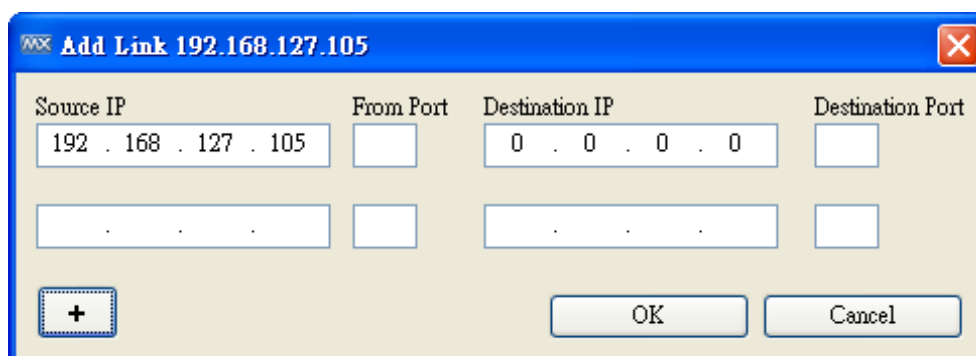 MX Add Link 192.168.127.105
Source IP From Port Destination IP Destination Port
192 . 168 . 127 . 105 0 . 0 . 0 . 0
. . . . . .
+ OK Cancel